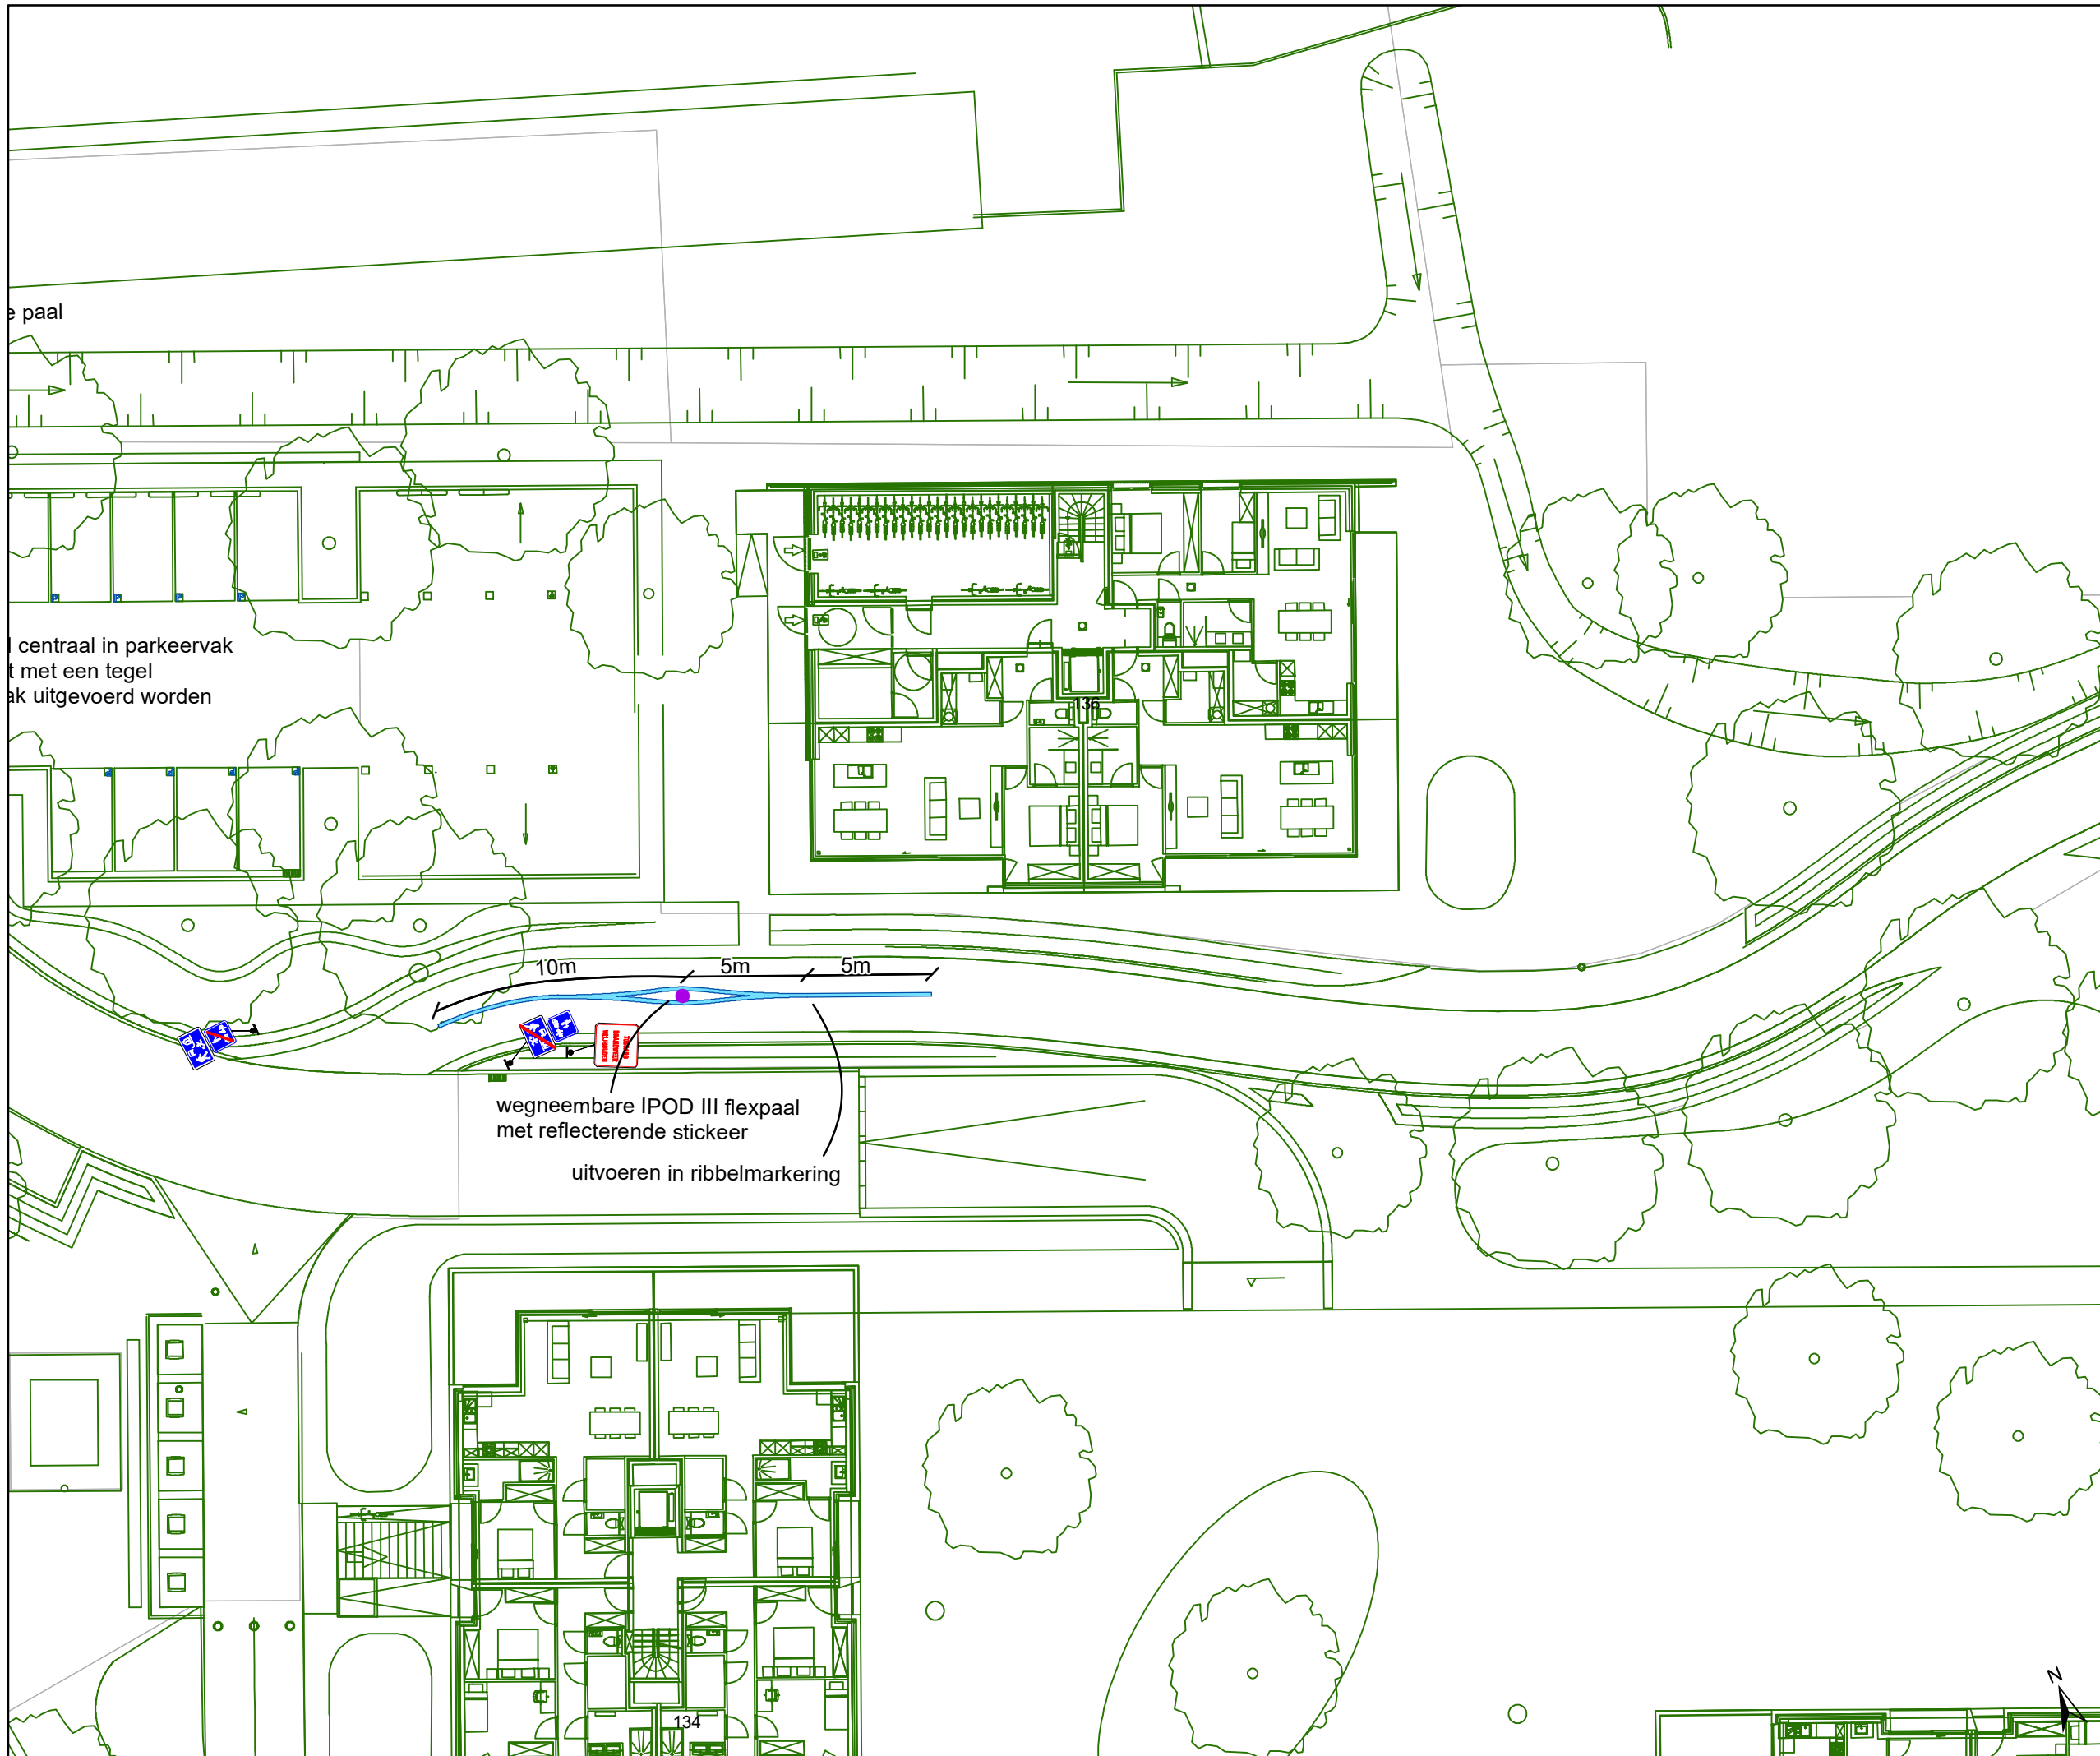 e paal
l centraal in parkeervak
t met een tegel
ak uitgevoerd worden
136
10m
5m
5m
wegneembare IPOD III flexpaal
met reflecterende stickeer
uitvoeren in ribbelmarkering
134
N